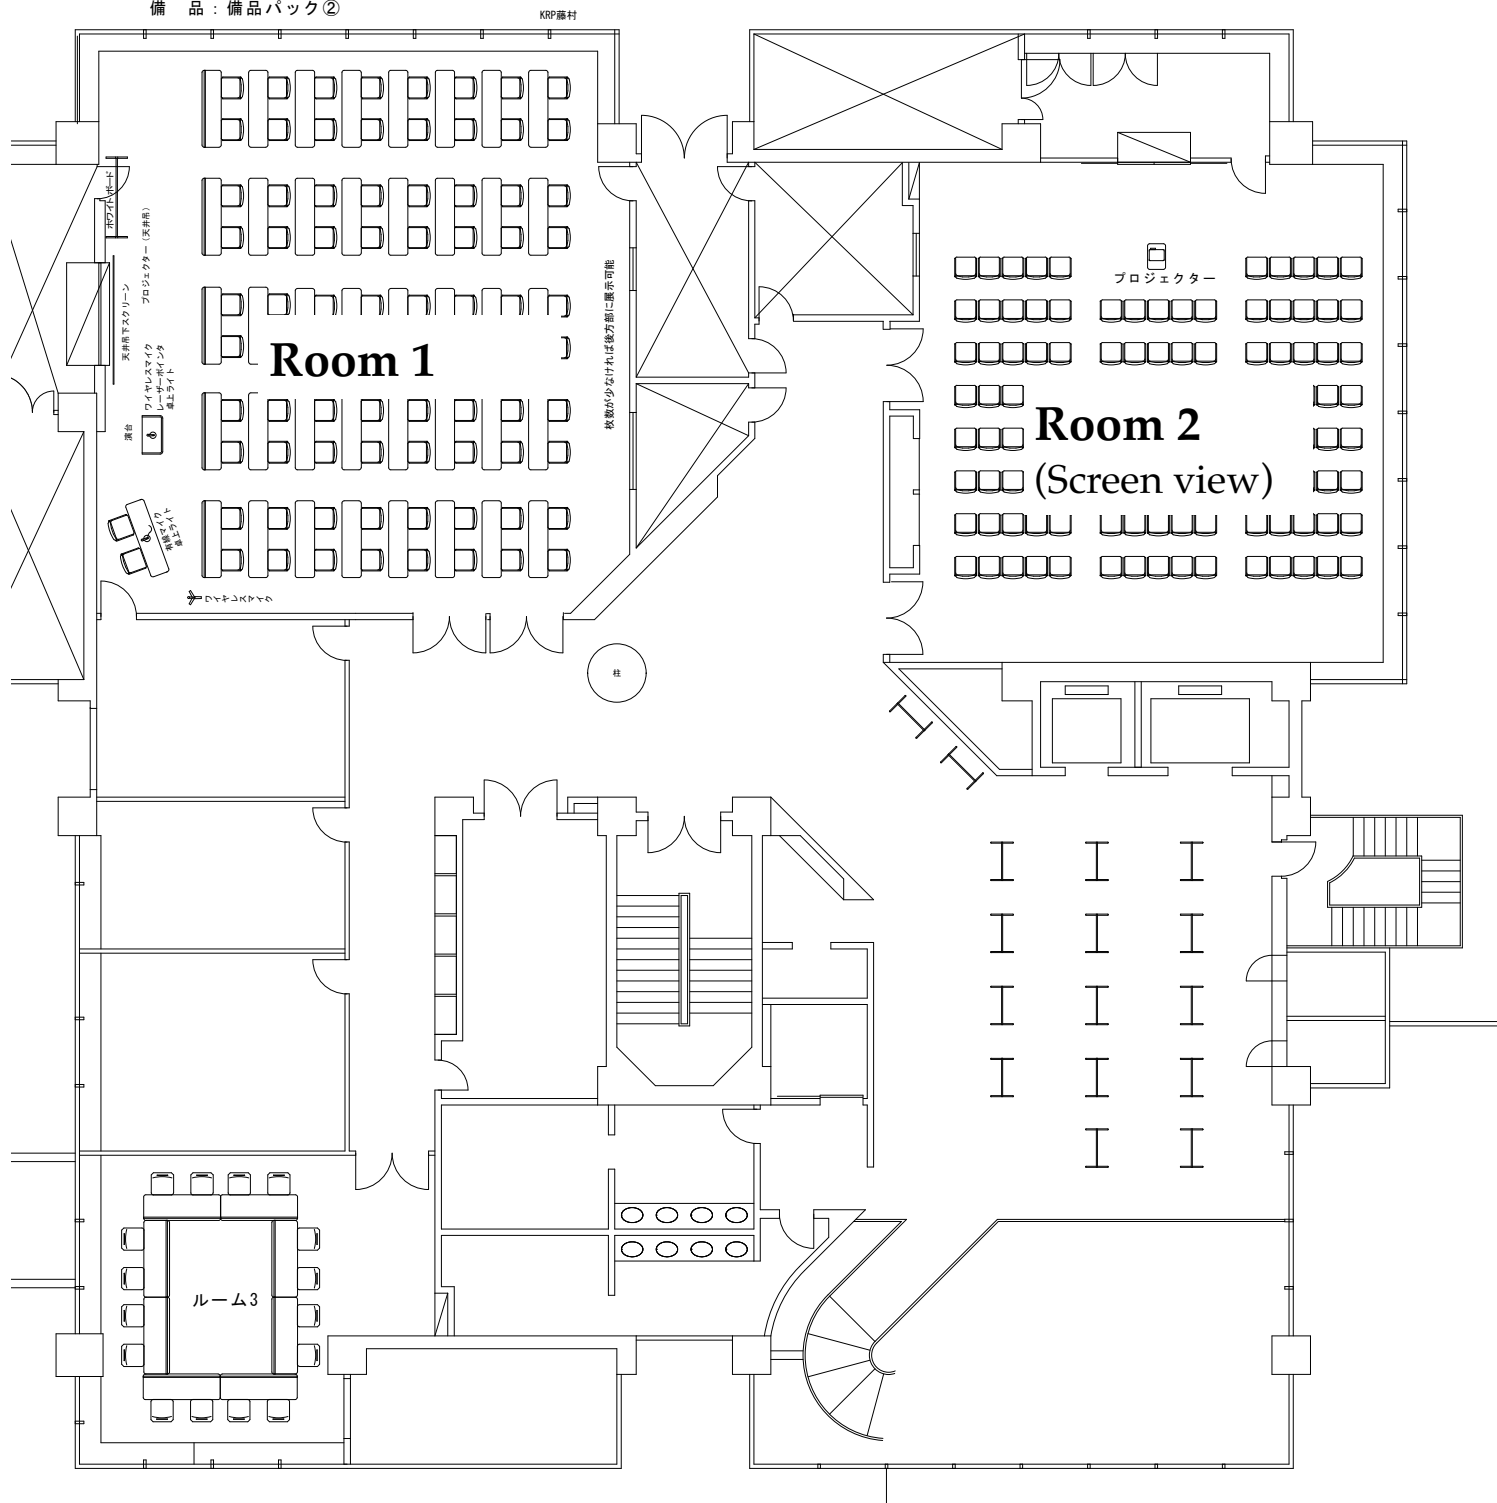 備　品：備品パック②
KRP藤村
ホワイトボード
プロジェクター（天井吊）
天井吊下スクリーン
ワイヤレスマイク
レーザーポインタ
卓上ライト
演台
有線マイク
卓上ライト
ワイヤレスマイク
枚数が少なければ後方部に展示可能
Room 1
プロジェクター
Room 2
(Screen view)
柱
ルーム3